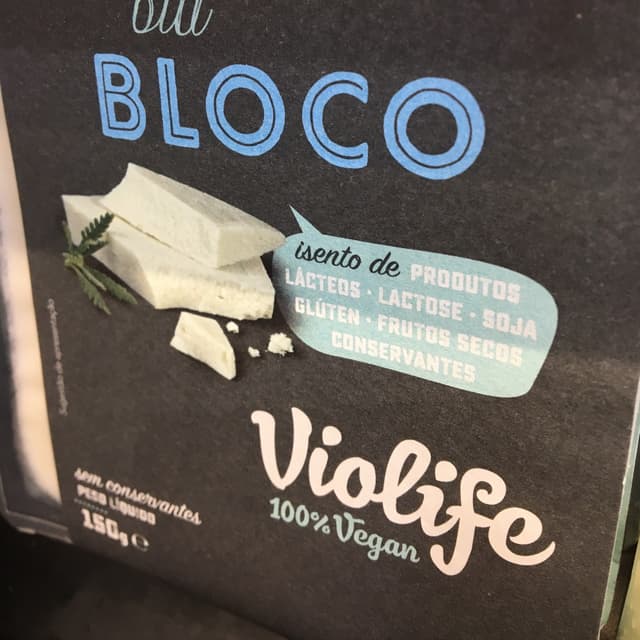 BLOCO
isento de PRODUTOS
LÁCTEOS · LACTOSE · SOJA
GLÚTEN · FRUTOS SECOS
CONSERVANTES
Violife
100% Vegan
sem conservantes
PESO LÍQUIDO
150g ℮